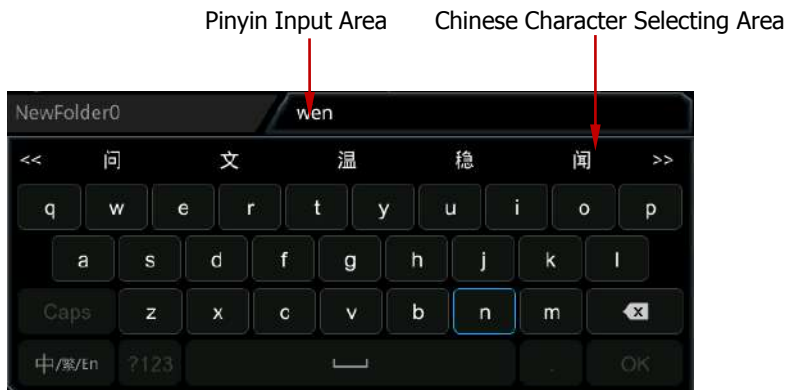 Pinyin Input Area Chinese Character Selecting Area
NewFolder0 wen
<< 问 文 温 稳 闻 >>
q w e r t y u i o p
a s d f g h j k l
Caps z x c v b n m x
中/繁/En ?123 . OK